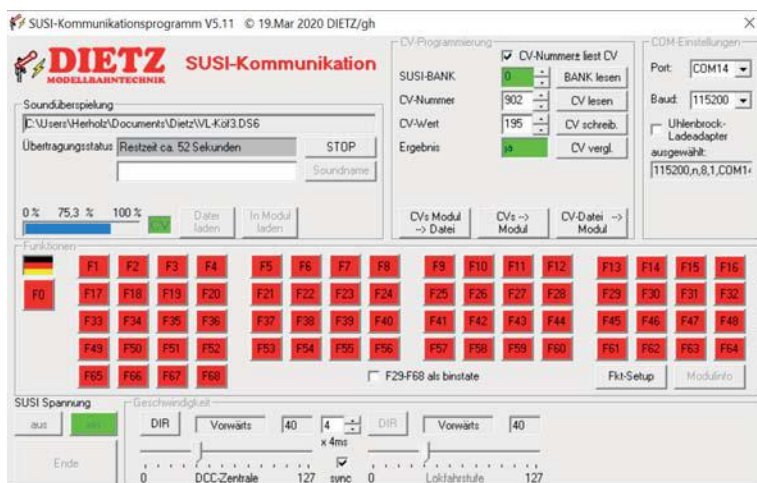 SUSI-Kommunikationsprogramm V5.11 © 19.Mar 2020 DIETZ/gh
DIETZ
MODELLBAHNTECHNIK
SUSI-Kommunikation
Soundüberspielung
C:\Users\Herholz\Documents\Dietz\VL-Köf3.DS6
Übertragungsstatus Restzeit ca. 52 Sekunden STOP
Soundname
0 % 75,3 % 100 % CV Datei laden In Modul laden
CV-Programmierung
CV-Nummer± liest CV
SUSI-BANK 0 BANK lesen
CV-Nummer 902 CV lesen
CV-Wert 195 CV schreib.
Ergebnis ja CV vergl.
CVs Modul --> Datei CVs --> Modul CV-Datei --> Modul
COM-Einstellungen
Port: COM14
Baud: 115200
Uhlenbrock-Ladeadapter
ausgewählt:
115200,n,8,1,COM14
Funktionen
F1 F2 F3 F4 F5 F6 F7 F8 F9 F10 F11 F12 F13 F14 F15 F16
F0 F17 F18 F19 F20 F21 F22 F23 F24 F25 F26 F27 F28 F29 F30 F31 F32
F33 F34 F35 F36 F37 F38 F39 F40 F41 F42 F43 F44 F45 F46 F47 F48
F49 F50 F51 F52 F53 F54 F55 F56 F57 F58 F59 F60 F61 F62 F63 F64
F65 F66 F67 F68 F29-F68 als binstate Fkt-Setup Modulinfo
SUSI Spannung
aus
Ende
Geschwindigkeit
DIR Vorwärts 40 4 DIR Vorwärts 40
x 4ms
0 DCC-Zentrale 127 sync 0 Lokfahrstufe 127